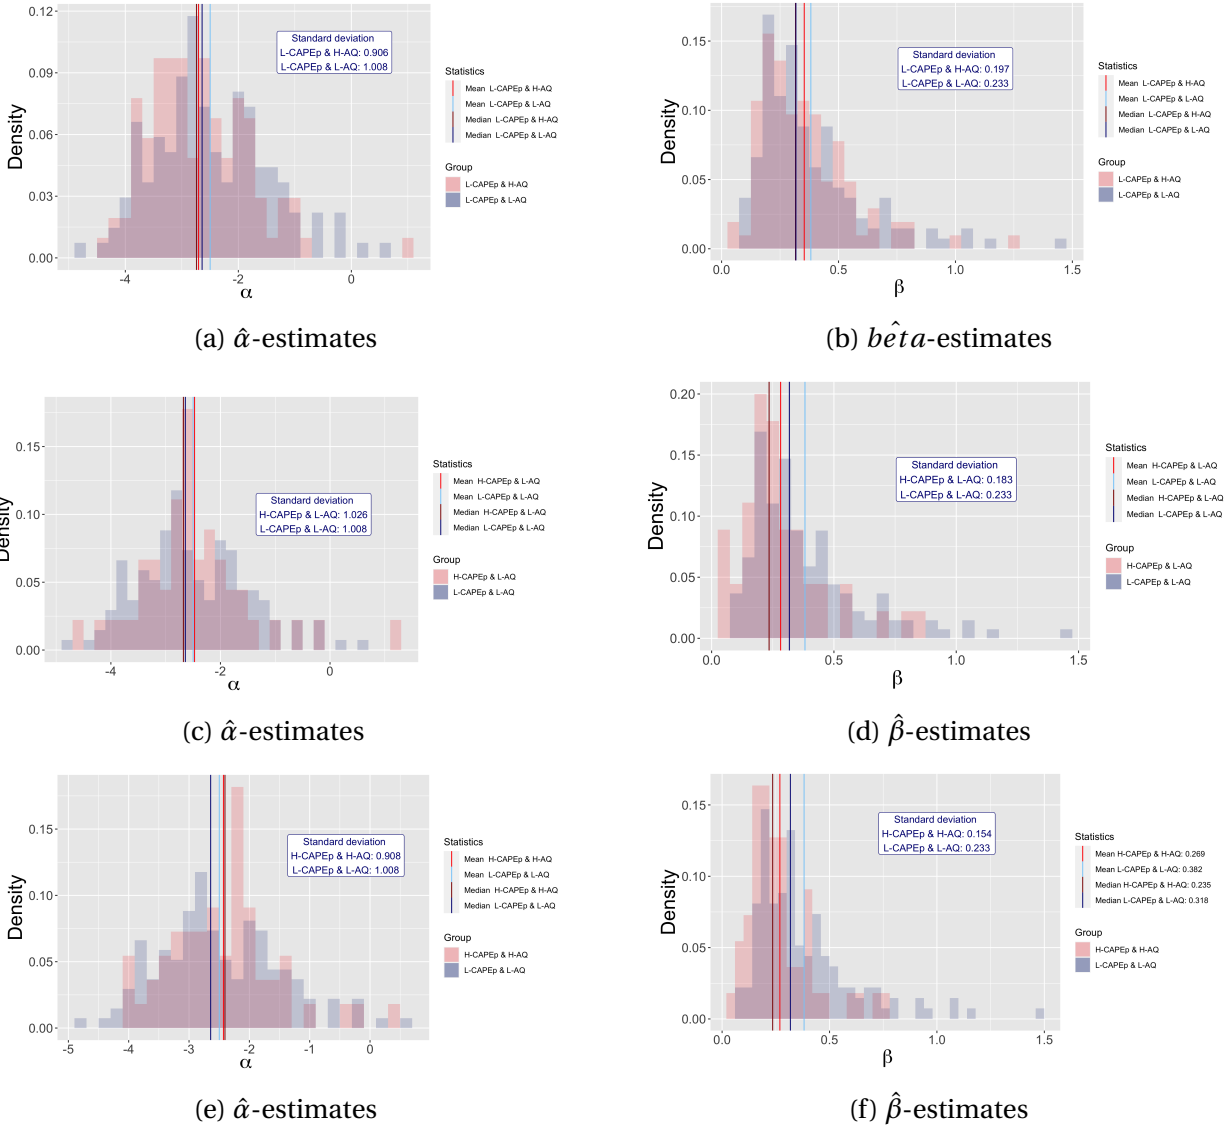 0.12
0.09
0.06
0.03
0.00
Density
-4
-2
0
α
Standard deviation
L-CAPEp & H-AQ: 0.906
L-CAPEp & L-AQ: 1.008
Statistics
Mean L-CAPEp & H-AQ
Mean L-CAPEp & L-AQ
Median L-CAPEp & H-AQ
Median L-CAPEp & L-AQ
Group
L-CAPEp & H-AQ
L-CAPEp & L-AQ
(a) α̂-estimates
0.15
0.10
0.05
0.00
Density
0.0
0.5
1.0
1.5
β
Standard deviation
L-CAPEp & H-AQ: 0.197
L-CAPEp & L-AQ: 0.233
Statistics
Mean L-CAPEp & H-AQ
Mean L-CAPEp & L-AQ
Median L-CAPEp & H-AQ
Median L-CAPEp & L-AQ
Group
L-CAPEp & H-AQ
L-CAPEp & L-AQ
(b) bêta-estimates
0.15
0.10
0.05
0.00
Density
-4
-2
0
α
Standard deviation
H-CAPEp & L-AQ: 1.026
L-CAPEp & L-AQ: 1.008
Statistics
Mean H-CAPEp & L-AQ
Mean L-CAPEp & L-AQ
Median H-CAPEp & L-AQ
Median L-CAPEp & L-AQ
Group
H-CAPEp & L-AQ
L-CAPEp & L-AQ
(c) α̂-estimates
0.20
0.15
0.10
0.05
0.00
Density
0.0
0.5
1.0
1.5
β
Standard deviation
H-CAPEp & L-AQ: 0.183
L-CAPEp & L-AQ: 0.233
Statistics
Mean H-CAPEp & L-AQ
Mean L-CAPEp & L-AQ
Median H-CAPEp & L-AQ
Median L-CAPEp & L-AQ
Group
H-CAPEp & L-AQ
L-CAPEp & L-AQ
(d) β̂-estimates
0.15
0.10
0.05
0.00
Density
-5
-4
-3
-2
-1
0
α
Standard deviation
H-CAPEp & H-AQ: 0.908
L-CAPEp & L-AQ: 1.008
Statistics
Mean H-CAPEp & H-AQ
Mean L-CAPEp & L-AQ
Median H-CAPEp & H-AQ
Median L-CAPEp & L-AQ
Group
H-CAPEp & H-AQ
L-CAPEp & L-AQ
(e) α̂-estimates
0.15
0.10
0.05
0.00
Density
0.0
0.5
1.0
1.5
β
Standard deviation
H-CAPEp & H-AQ: 0.154
L-CAPEp & L-AQ: 0.233
Statistics
Mean H-CAPEp & H-AQ: 0.269
Mean L-CAPEp & L-AQ: 0.382
Median H-CAPEp & H-AQ: 0.235
Median L-CAPEp & L-AQ: 0.318
Group
H-CAPEp & H-AQ
L-CAPEp & L-AQ
(f) β̂-estimates